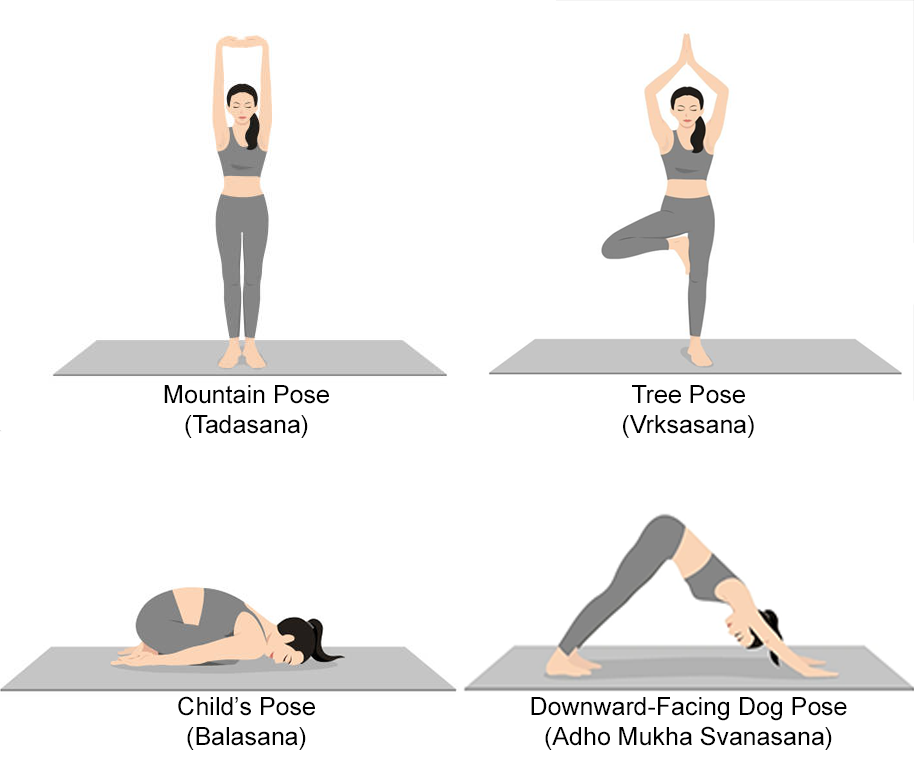 Mountain Pose
(Tadasana)
Tree Pose
(Vrksasana)
Child’s Pose
(Balasana)
Downward-Facing Dog Pose
(Adho Mukha Svanasana)